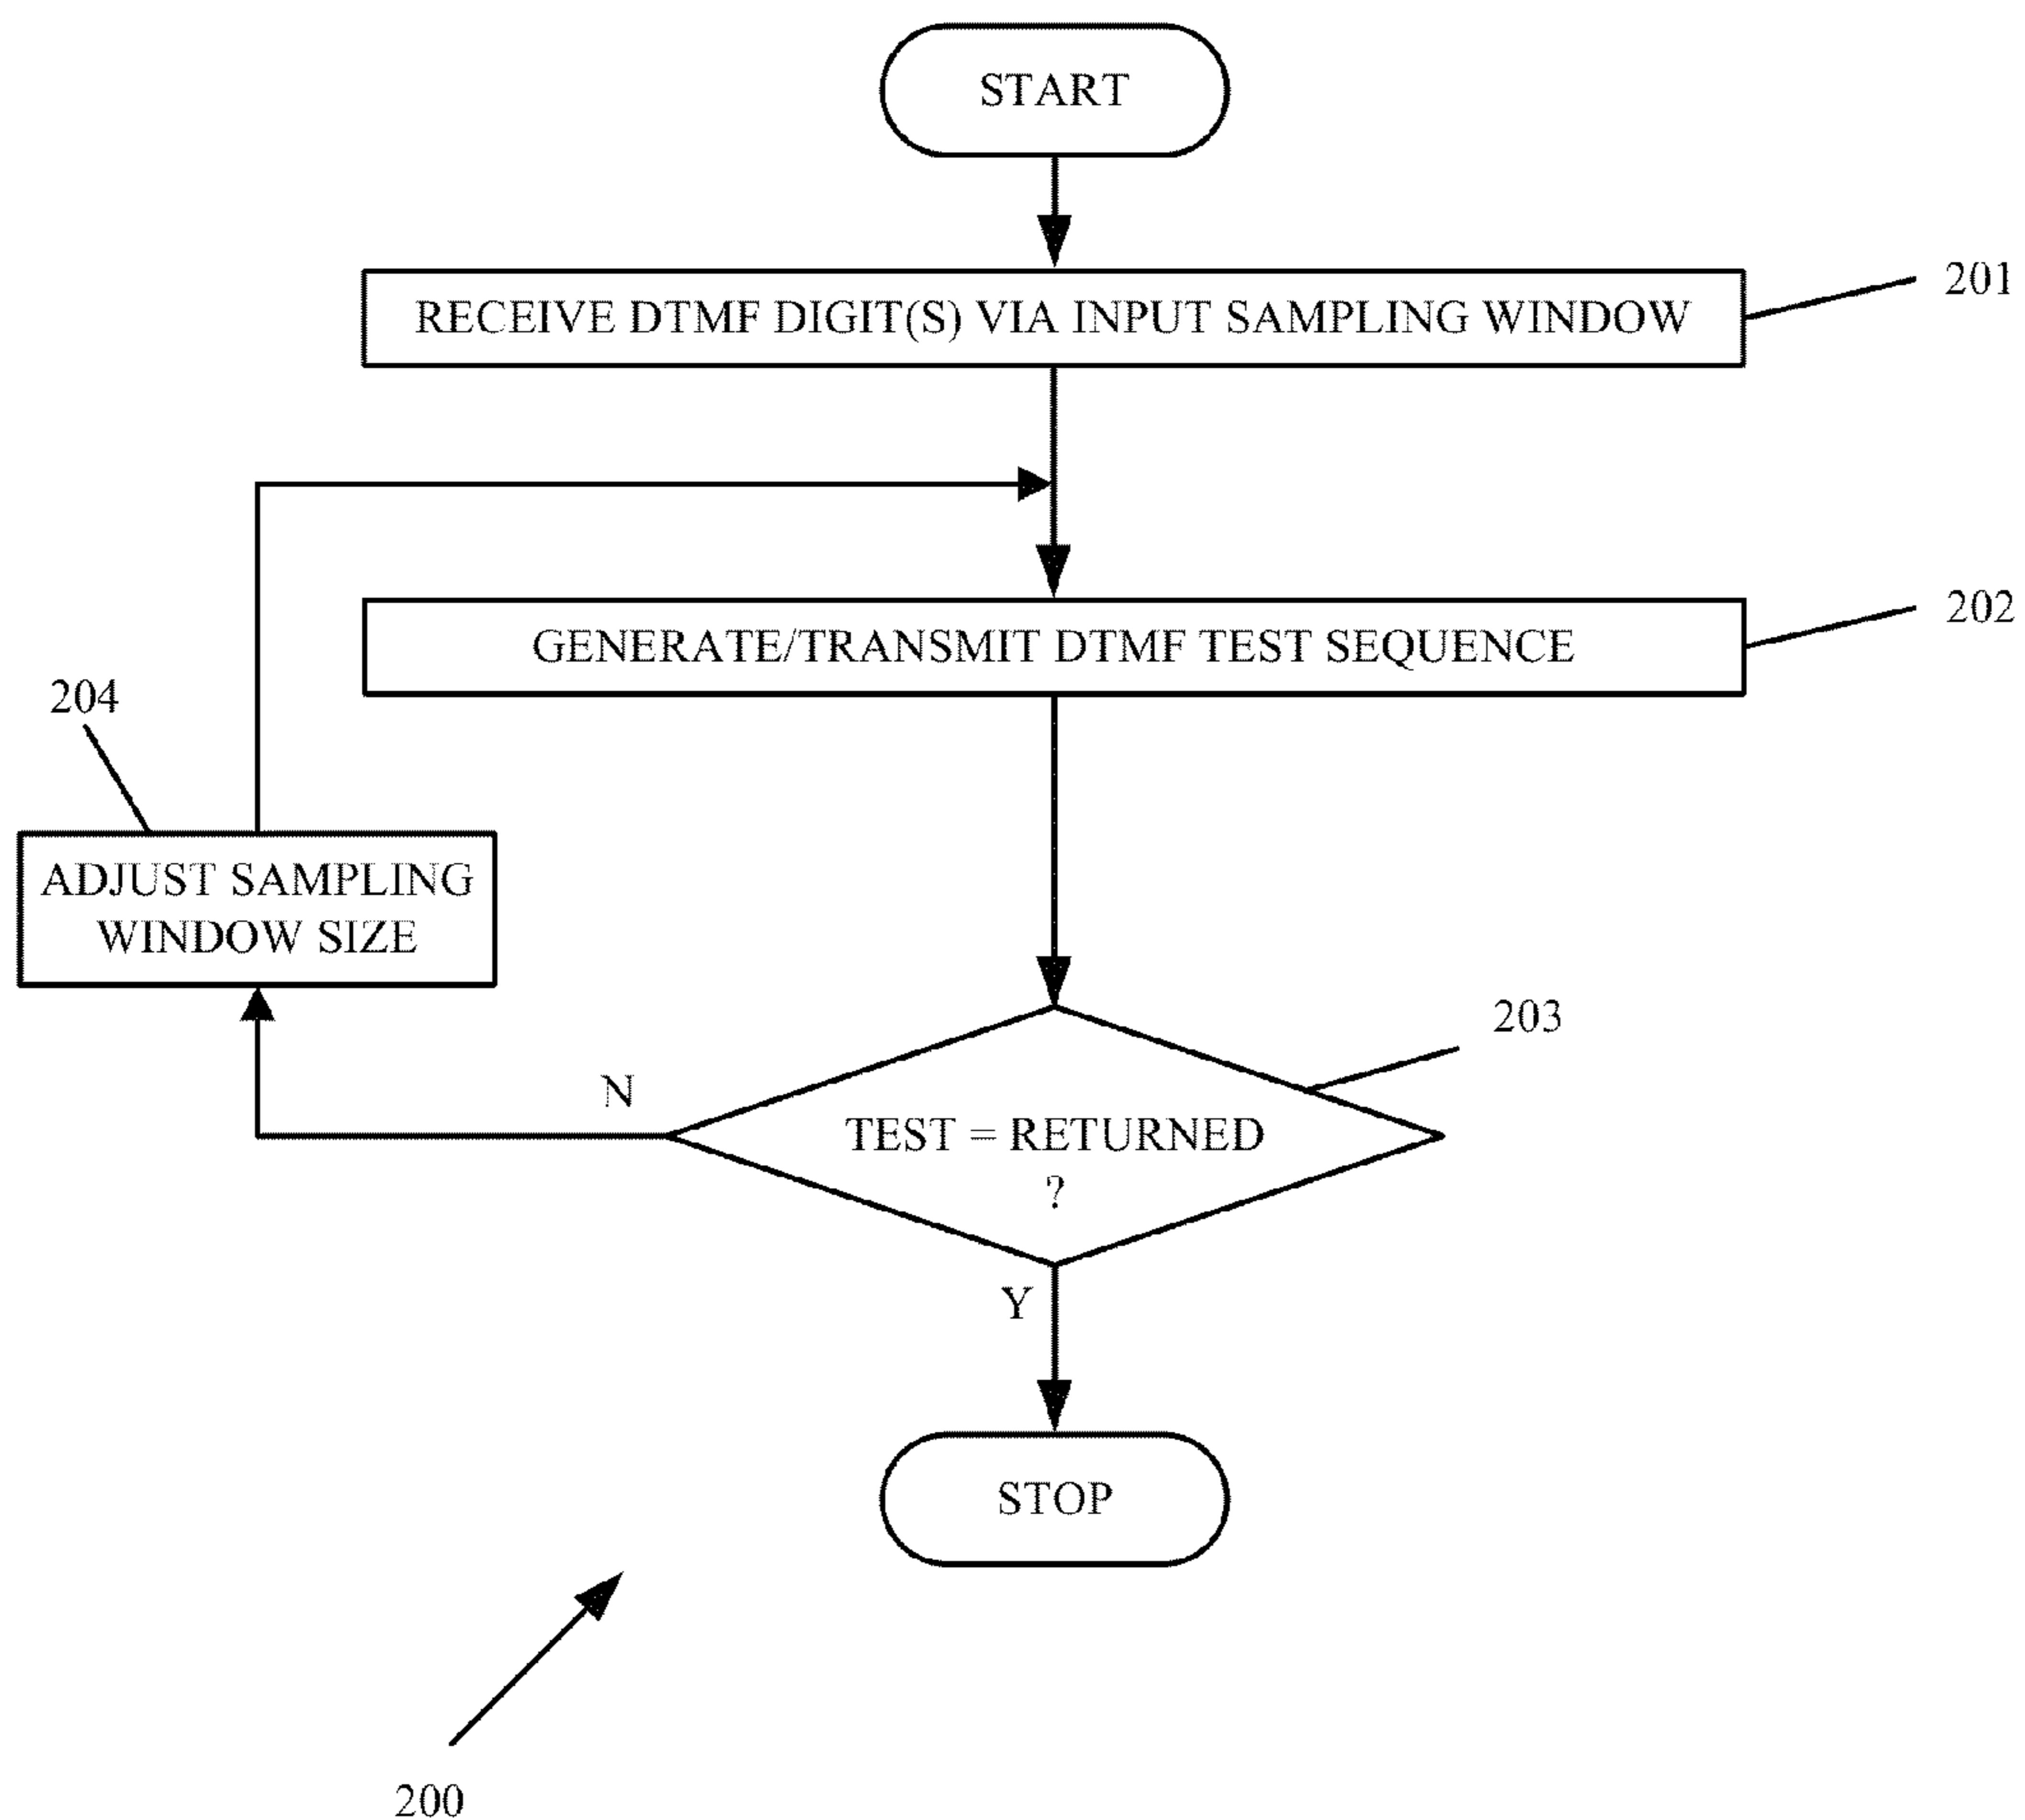 START
RECEIVE DTMF DIGIT(S) VIA INPUT SAMPLING WINDOW
201
GENERATE/TRANSMIT DTMF TEST SEQUENCE
202
204
ADJUST SAMPLING
WINDOW SIZE
203
N
TEST = RETURNED
?
Y
STOP
200